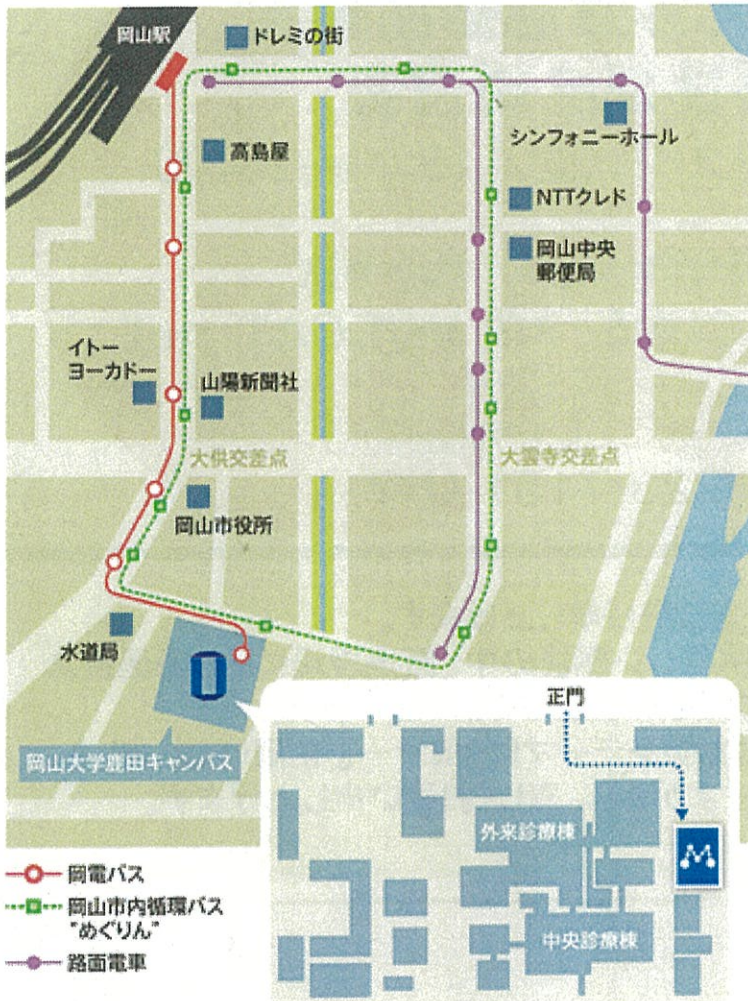 岡山駅
ドレミの街
高島屋
シンフォニーホール
NTTクレド
岡山中央
郵便局
イトー
ヨーカドー
山陽新聞社
大供交差点
大雲寺交差点
岡山市役所
水道局
正門
岡山大学鹿田キャンパス
外来診療棟
中央診療棟
岡電バス
岡山市内循環バス
"めぐりん"
路面電車